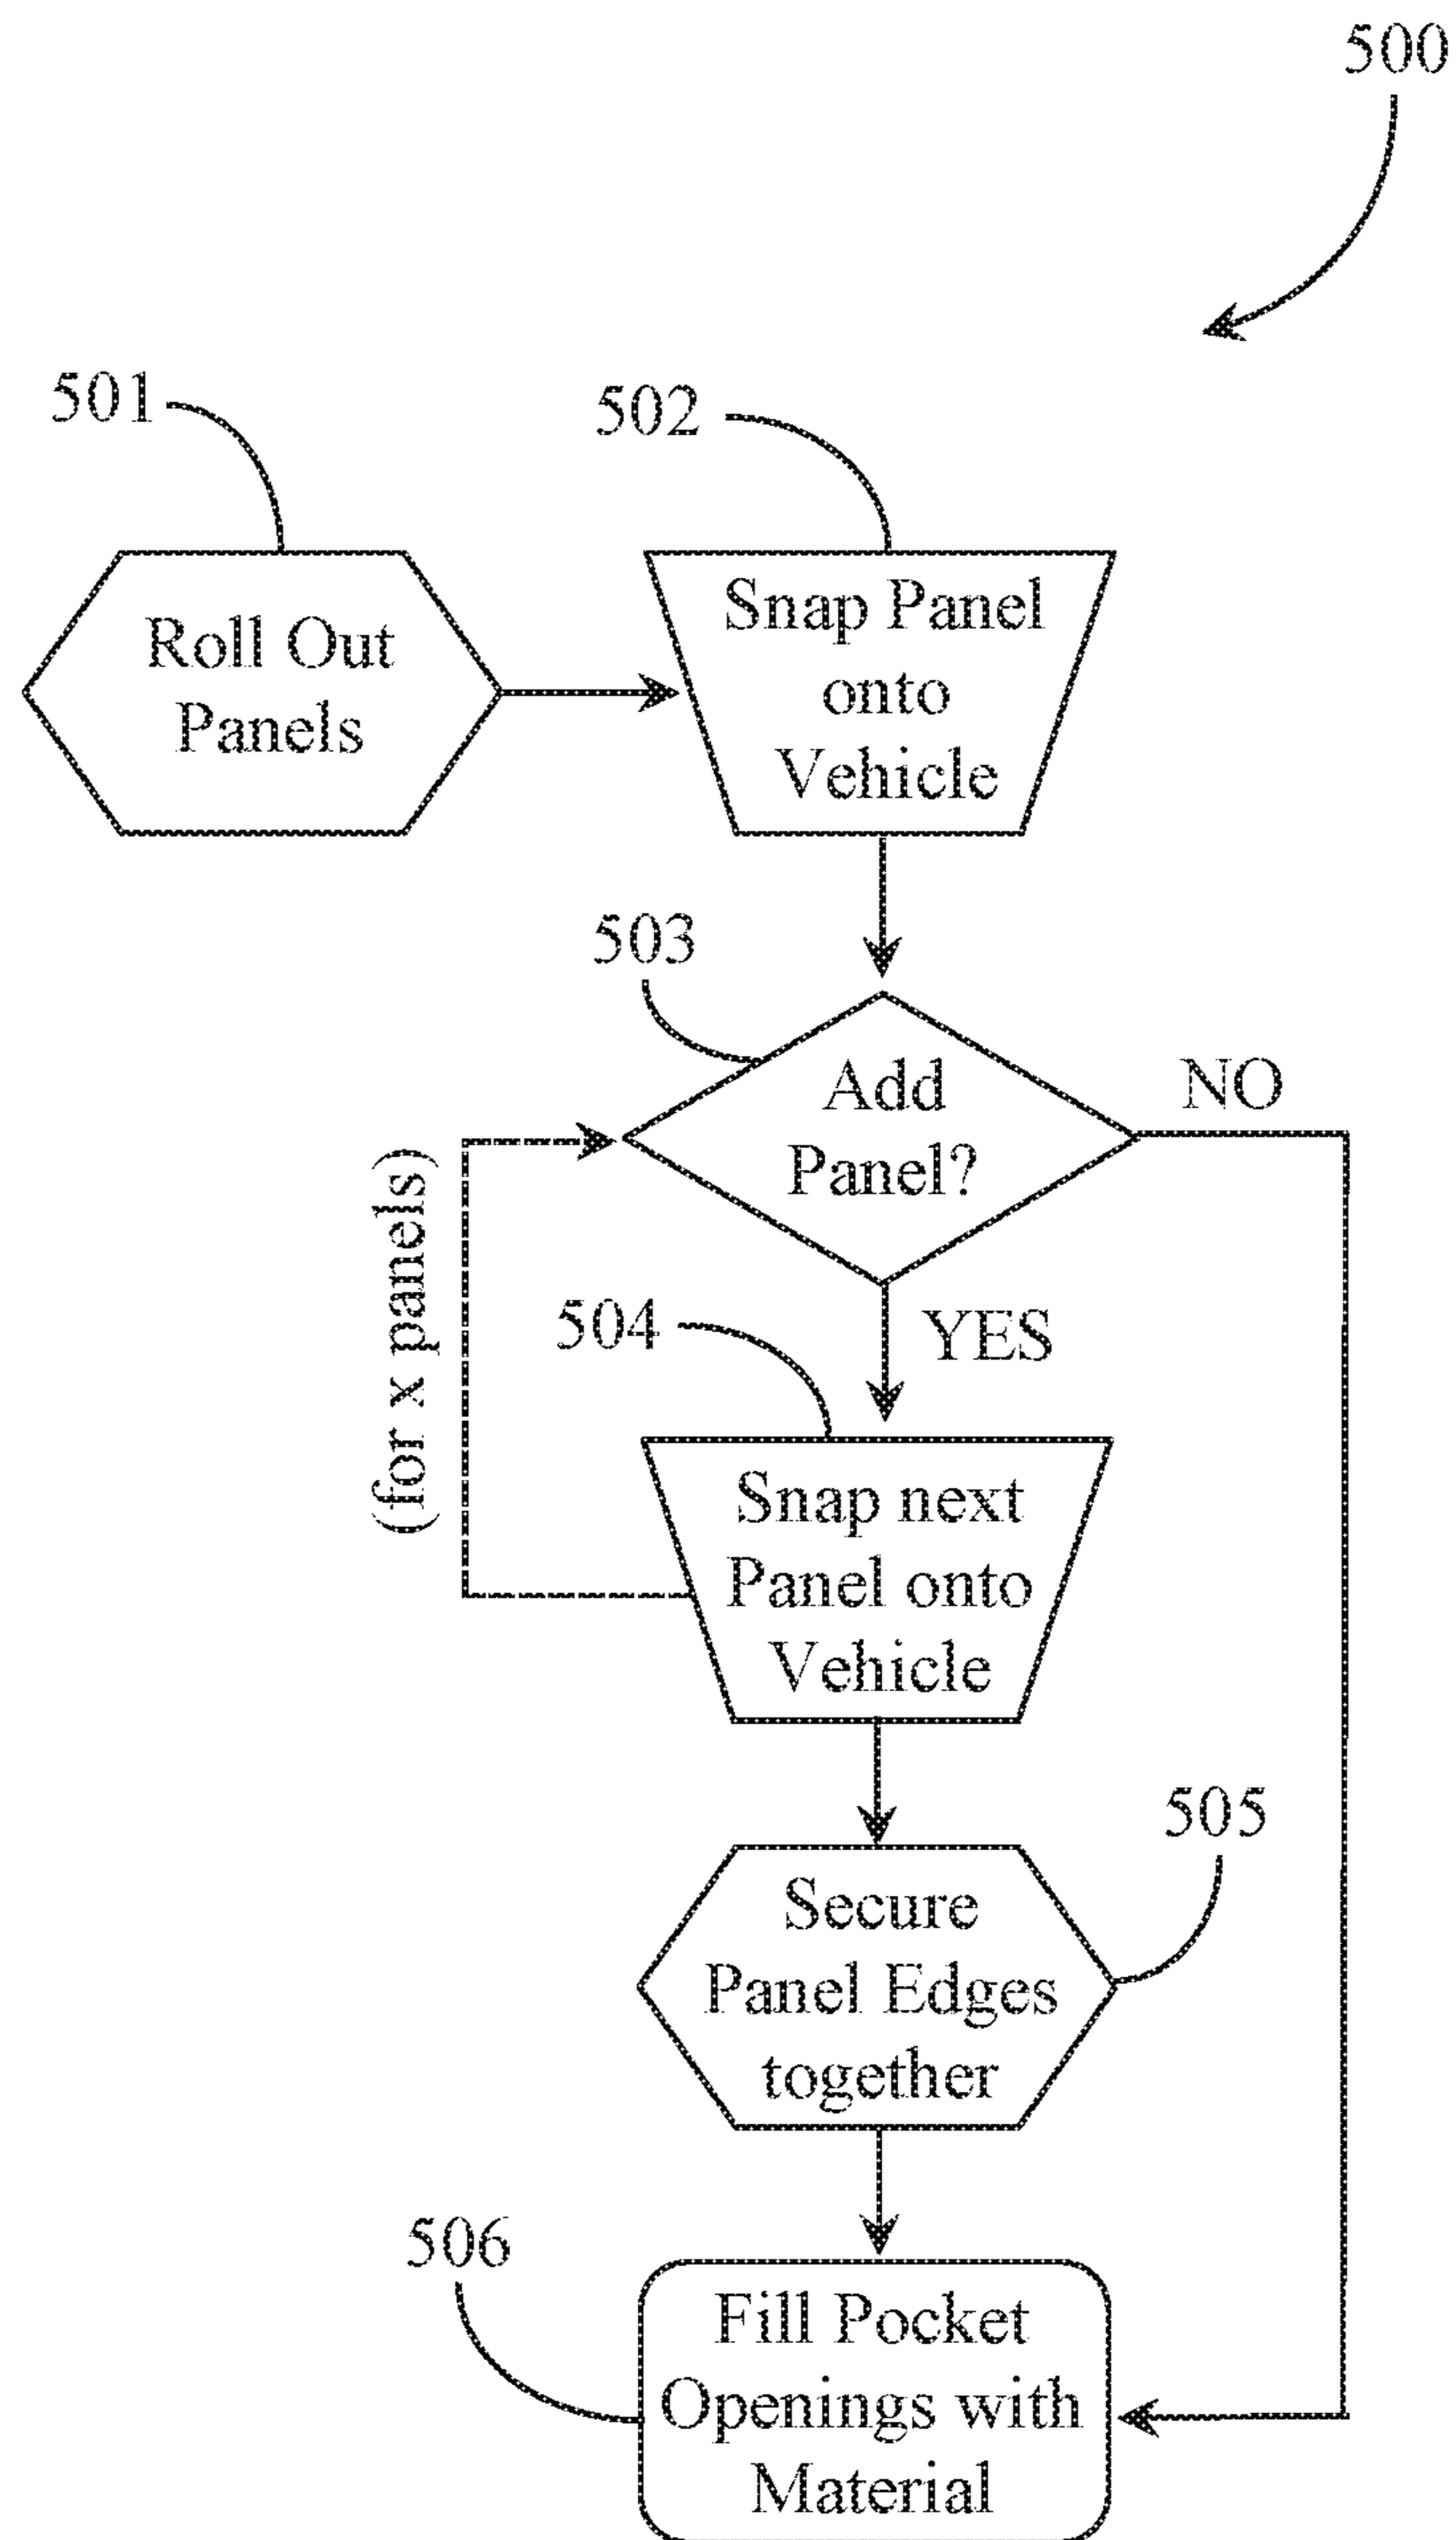 500
501
502
Roll Out
Panels
Snap Panel
onto
Vehicle
503
Add
Panel?
NO
(for x panels)
504
YES
Snap next
Panel onto
Vehicle
505
Secure
Panel Edges
together
506
Fill Pocket
Openings with
Material